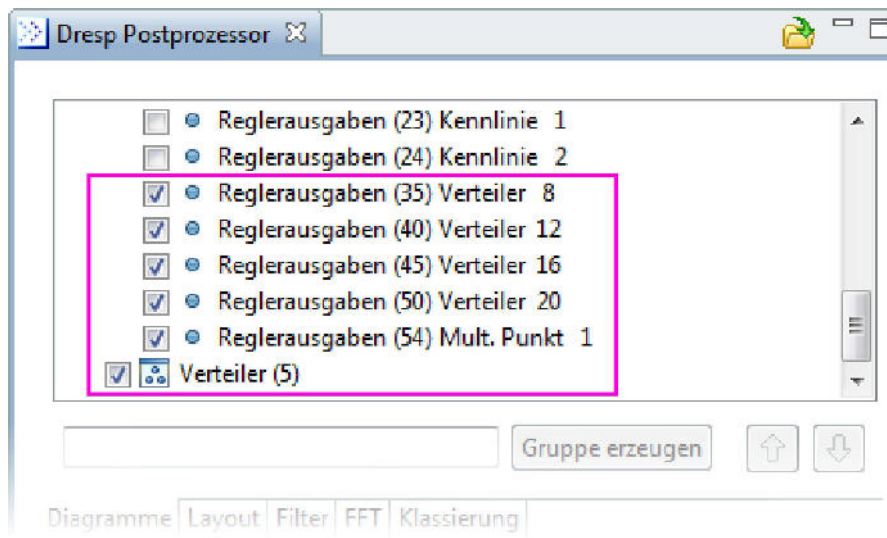 Dresp Postprozessor
Reglerausgaben (23) Kennlinie 1
Reglerausgaben (24) Kennlinie 2
Reglerausgaben (35) Verteiler 8
Reglerausgaben (40) Verteiler 12
Reglerausgaben (45) Verteiler 16
Reglerausgaben (50) Verteiler 20
Reglerausgaben (54) Mult. Punkt 1
Verteiler (5)
Gruppe erzeugen
Diagramme Layout Filter FFT Klassierung